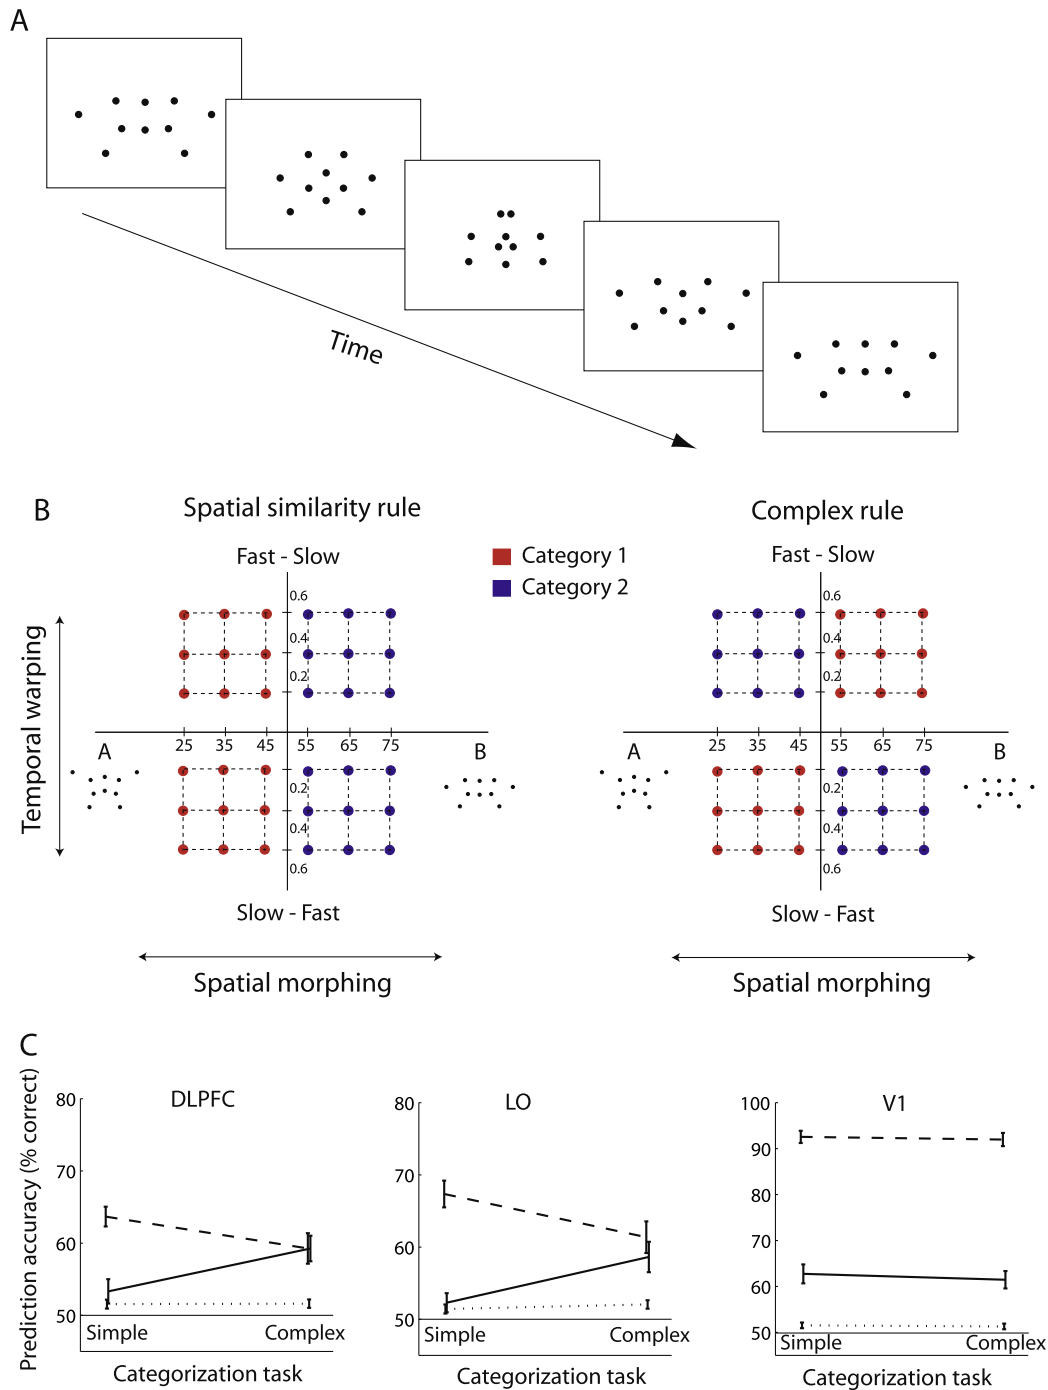 A
Time
B
Spatial similarity rule
Complex rule
Fast - Slow
Category 1
Category 2
Fast - Slow
Temporal warping
0.6
0.4
0.2
25 35 45 55 65 75
A
B
0.2
0.4
0.6
Slow - Fast
Spatial morphing
0.6
0.4
0.2
25 35 45 55 65 75
A
B
0.2
0.4
0.6
Slow - Fast
Spatial morphing
C
Prediction accuracy (% correct)
DLPFC
80
70
60
50
Simple Complex
Categorization task
LO
80
70
60
50
Simple Complex
Categorization task
V1
100
90
80
70
60
50
Simple Complex
Categorization task